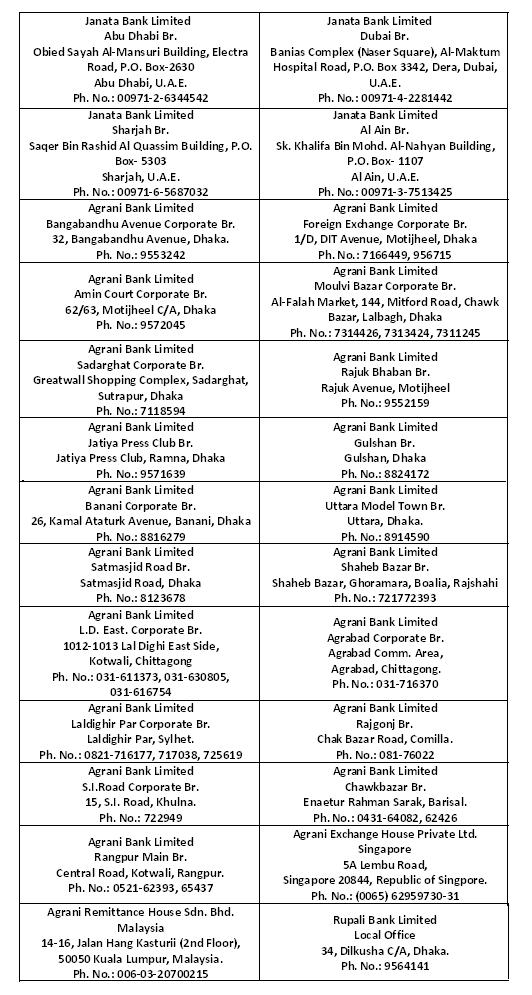 Janata Bank Limited
Abu Dhabi Br.
Obied Sayah Al-Mansuri Building, Electra
Road, P.O. Box-2630
Abu Dhabi, U.A.E.
Ph. No.: 00971-2-6344542
Janata Bank Limited
Dubai Br.
Banias Complex (Naser Square), Al-Maktum
Hospital Road, P.O. Box 3342, Dera, Dubai,
U.A.E.
Ph. No.: 00971-4-2281442
Janata Bank Limited
Sharjah Br.
Saqer Bin Rashid Al Quassim Building, P.O.
Box- 5303
Sharjah, U.A.E.
Ph. No.: 00971-6-5687032
Janata Bank Limited
Al Ain Br.
Sk. Khalifa Bin Mohd. Al-Nahyan Building,
P.O. Box- 1107
Al Ain, U.A.E.
Ph. No.: 00971-3-7513425
Agrani Bank Limited
Bangabandhu Avenue Corporate Br.
32, Bangabandhu Avenue, Dhaka.
Ph. No.: 9553242
Agrani Bank Limited
Foreign Exchange Corporate Br.
1/D, DIT Avenue, Motijheel, Dhaka
Ph. No.: 7166449, 956715
Agrani Bank Limited
Amin Court Corporate Br.
62/63, Motijheel C/A, Dhaka
Ph. No.: 9572045
Agrani Bank Limited
Moulvi Bazar Corporate Br.
Al-Falah Market, 144, Mitford Road, Chawk
Bazar, Lalbagh, Dhaka
Ph. No.: 7314426, 7313424, 7311245
Agrani Bank Limited
Sadarghat Corporate Br.
Greatwall Shopping Complex, Sadarghat,
Sutrapur, Dhaka
Ph. No.: 7118594
Agrani Bank Limited
Rajuk Bhaban Br.
Rajuk Avenue, Motijheel
Ph. No.: 9552159
Agrani Bank Limited
Jatiya Press Club Br.
Jatiya Press Club, Ramna, Dhaka
Ph. No.: 9571639
Agrani Bank Limited
Gulshan Br.
Gulshan, Dhaka
Ph. No.: 8824172
Agrani Bank Limited
Banani Corporate Br.
26, Kamal Ataturk Avenue, Banani, Dhaka
Ph. No.: 8816279
Agrani Bank Limited
Uttara Model Town Br.
Uttara, Dhaka.
Ph. No.: 8914590
Agrani Bank Limited
Satmasjid Road Br.
Satmasjid Road, Dhaka
Ph. No.: 8123678
Agrani Bank Limited
Shaheb Bazar Br.
Shaheb Bazar, Ghoramara, Boalia, Rajshahi
Ph. No.: 721772393
Agrani Bank Limited
L.D. East. Corporate Br.
1012-1013 Lal Dighi East Side,
Kotwali, Chittagong
Ph. No.: 031-611373, 031-630805,
031-616754
Agrani Bank Limited
Agrabad Corporate Br.
Agrabad Comm. Area,
Agrabad, Chittagong.
Ph. No.: 031-716370
Agrani Bank Limited
Laldighir Par Corporate Br.
Laldighir Par, Sylhet.
Ph. No.: 0821-716177, 717038, 725619
Agrani Bank Limited
Rajgonj Br.
Chak Bazar Road, Comilla.
Ph. No.: 081-76022
Agrani Bank Limited
S.I.Road Corporate Br.
15, S.I. Road, Khulna.
Ph. No.: 722949
Agrani Bank Limited
Chawkbazar Br.
Enaetur Rahman Sarak, Barisal.
Ph. No.: 0431-64082, 62426
Agrani Bank Limited
Rangpur Main Br.
Central Road, Kotwali, Rangpur.
Ph. No.: 0521-62393, 65437
Agrani Exchange House Private Ltd.
Singapore
5A Lembu Road,
Singapore 20844, Republic of Singpore.
Ph. No.: (0065) 62959730-31
Agrani Remittance House Sdn. Bhd.
Malaysia
14-16, Jalan Hang Kasturii (2nd Floor),
50050 Kuala Lumpur, Malaysia.
Ph. No.: 006-03-20700215
Rupali Bank Limited
Local Office
34, Dilkusha C/A, Dhaka.
Ph. No.: 9564141